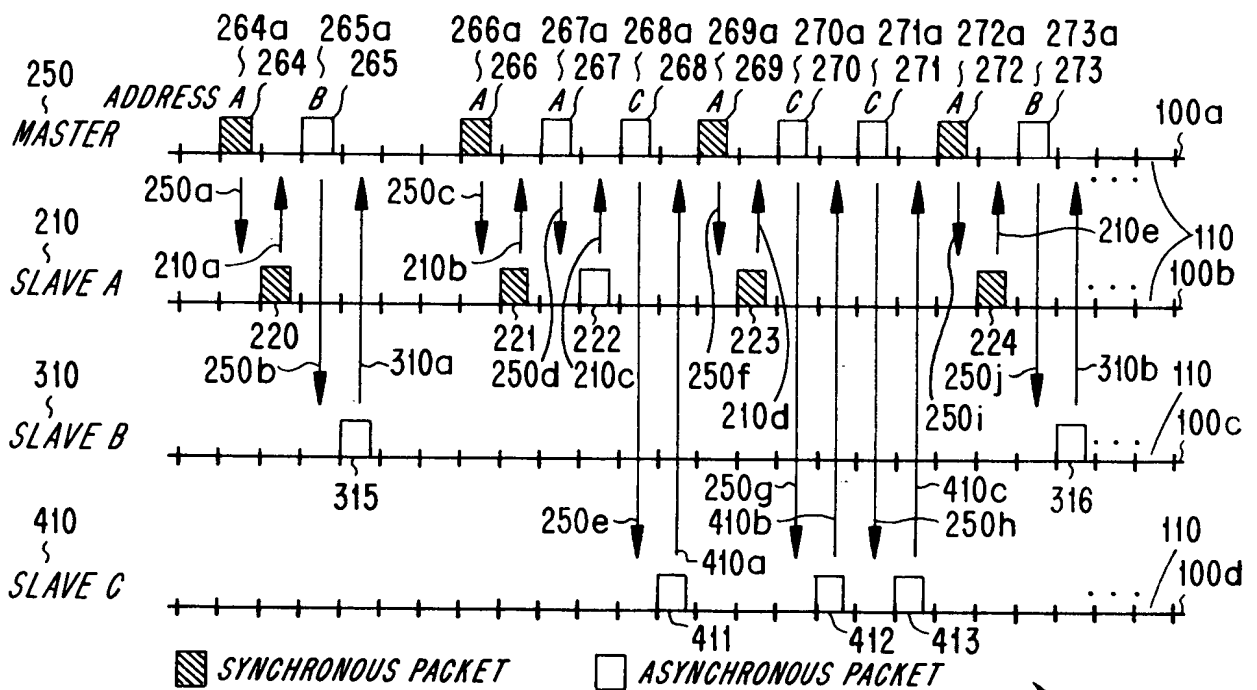 264a 265a 266a 267a 268a 269a 270a 271a 272a 273a
250 264 265 266 267 268 269 270 271 272 273
ADDRESS A B A A C A C C A B
MASTER 100a
250a 250c . . .
210 210a 210b 210e 110
SLAVE A . . . 100b
220 221 222 223 224
250b 310a 250d 210c 250f 210d 250i 250j 310b
310 110
SLAVE B . . . 100c
315 250g 410c 316
410 250e 410b 250h
410a 110
SLAVE C . . . 100d
411 412 413
SYNCHRONOUS PACKET ASYNCHRONOUS PACKET